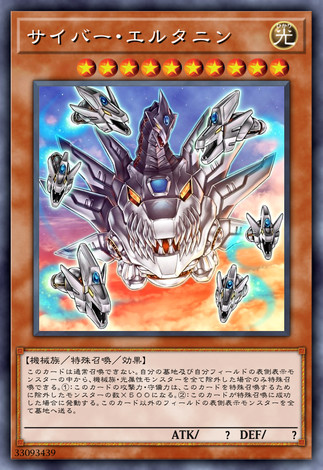 サイバー・エルタニン
光
【機械族／特殊召喚／効果】
このカードは通常召喚できない。自分の墓地及び自分フィールドの表側表示モ
ンスターの中から、機械族・光属性モンスターを全て除外した場合のみ特殊召
喚できる。①：このカードの攻撃力・守備力は、このカードを特殊召喚するため
に除外したモンスターの数×５００になる。②：このカードが特殊召喚に成功
した場合に発動する。このカード以外のフィールドの表側表示モンスターを全
て墓地へ送る。
ATK/ ? DEF/ ?
33093439